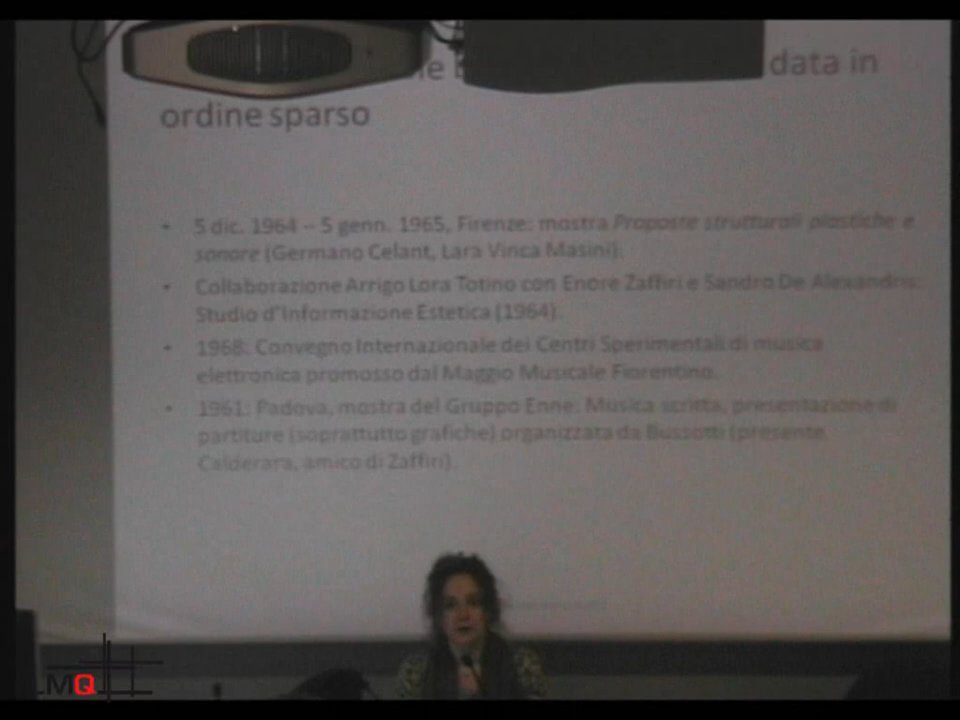 data in
ordine sparso
• 5 dic. 1964 – 5 genn. 1965, Firenze: mostra Proposte strutturali plastiche e
sonore (Germano Celant, Lara Vinca Masini).
• Collaborazione Arrigo Lora Totino con Enore Zaffiri e Sandro De Alexandris:
Studio d'Informazione Estetica (1964).
• 1968: Convegno Internazionale dei Centri Sperimentali di musica
elettronica promosso dal Maggio Musicale Fiorentino.
• 1961: Padova, mostra del Gruppo Enne: Musica scritta, presentazione di
partiture (soprattutto grafiche) organizzata da Bussotti (presente
Calderara, amico di Zaffiri).
MQ